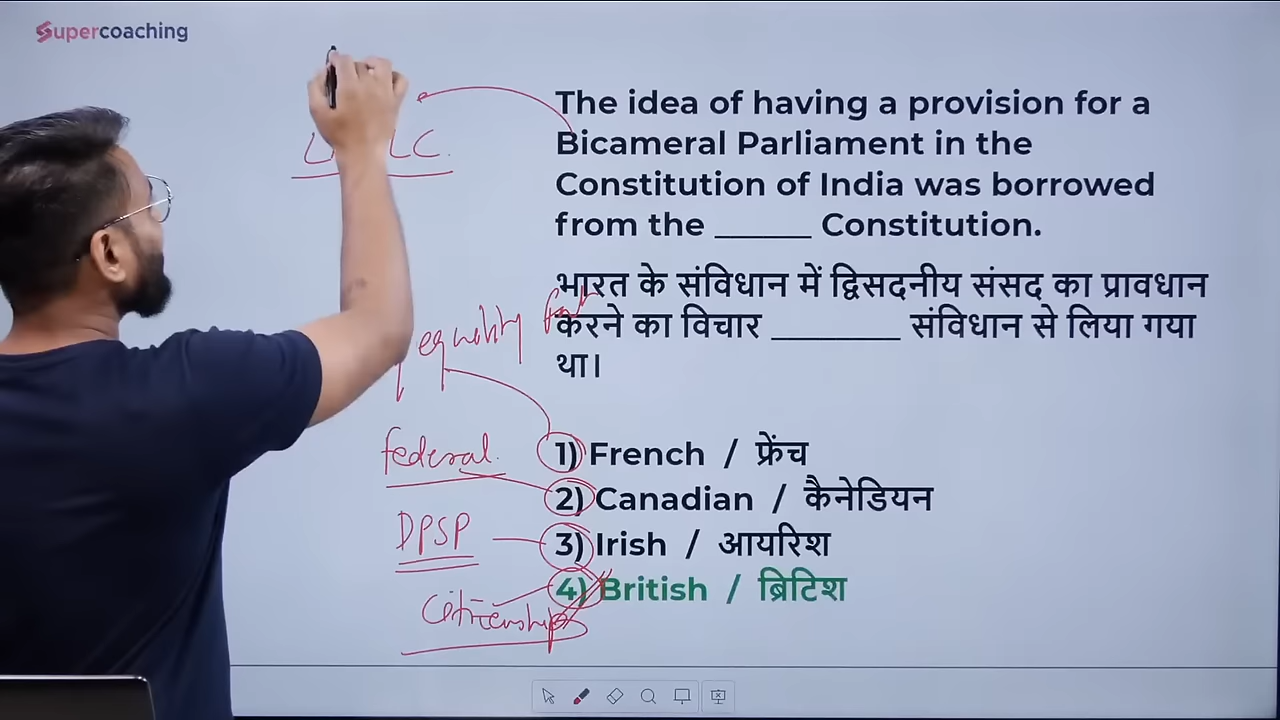 Supercoaching
The idea of having a provision for a
Bicameral Parliament in the
Constitution of India was borrowed
from the ______ Constitution.
भारत के संविधान में द्विसदनीय संसद का प्रावधान
करने का विचार ________ संविधान से लिया गया
था।
equality
1) French / फ्रेंच
federal.
2) Canadian / कैनेडियन
DPSP
3) Irish / आयरिश
4) British / ब्रिटिश
citizenship